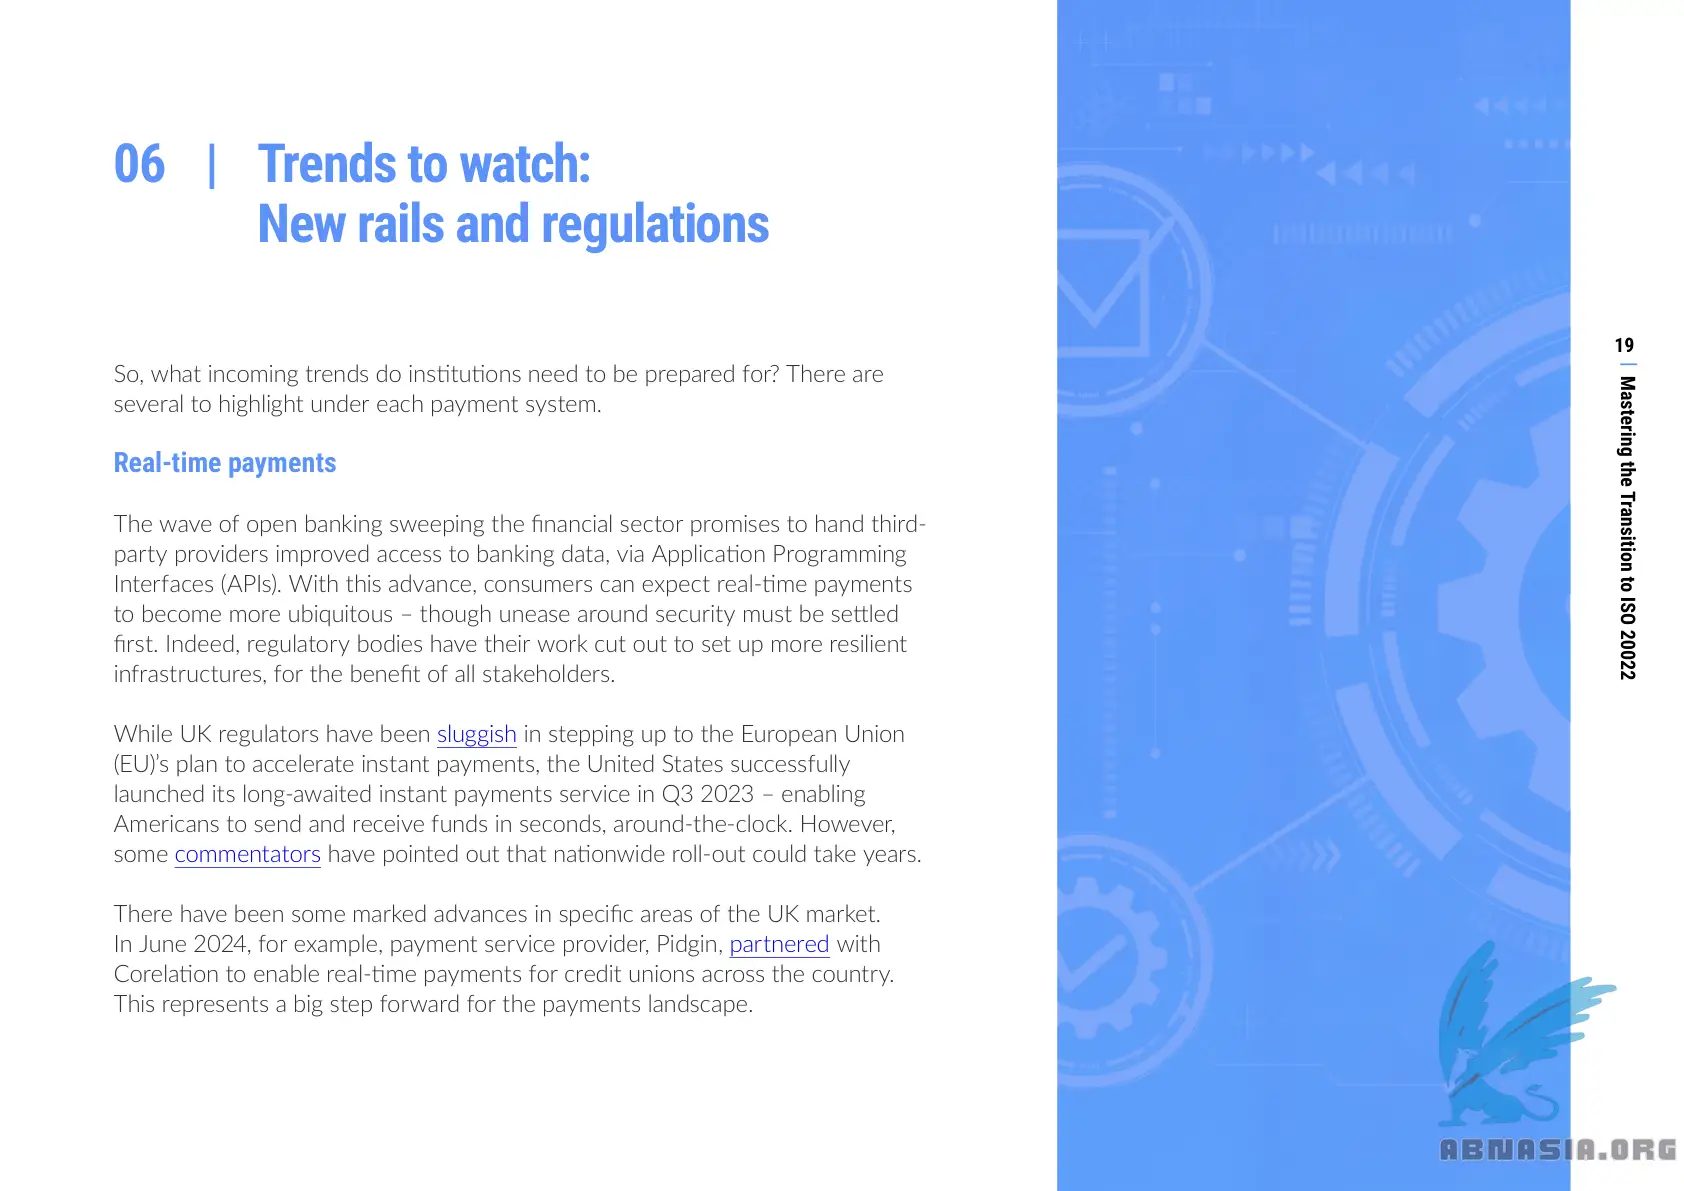 06 | Trends to watch:
New rails and regulations
So, what incoming trends do institutions need to be prepared for? There are
several to highlight under each payment system.
Real-time payments
The wave of open banking sweeping the financial sector promises to hand third-
party providers improved access to banking data, via Application Programming
Interfaces (APIs). With this advance, consumers can expect real-time payments
to become more ubiquitous – though unease around security must be settled
first. Indeed, regulatory bodies have their work cut out to set up more resilient
infrastructures, for the benefit of all stakeholders.
While UK regulators have been sluggish in stepping up to the European Union
(EU)’s plan to accelerate instant payments, the United States successfully
launched its long-awaited instant payments service in Q3 2023 – enabling
Americans to send and receive funds in seconds, around-the-clock. However,
some commentators have pointed out that nationwide roll-out could take years.
There have been some marked advances in specific areas of the UK market.
In June 2024, for example, payment service provider, Pidgin, partnered with
Corelation to enable real-time payments for credit unions across the country.
This represents a big step forward for the payments landscape.
19 | Mastering the Transition to ISO 20022
ABNASIA.ORG